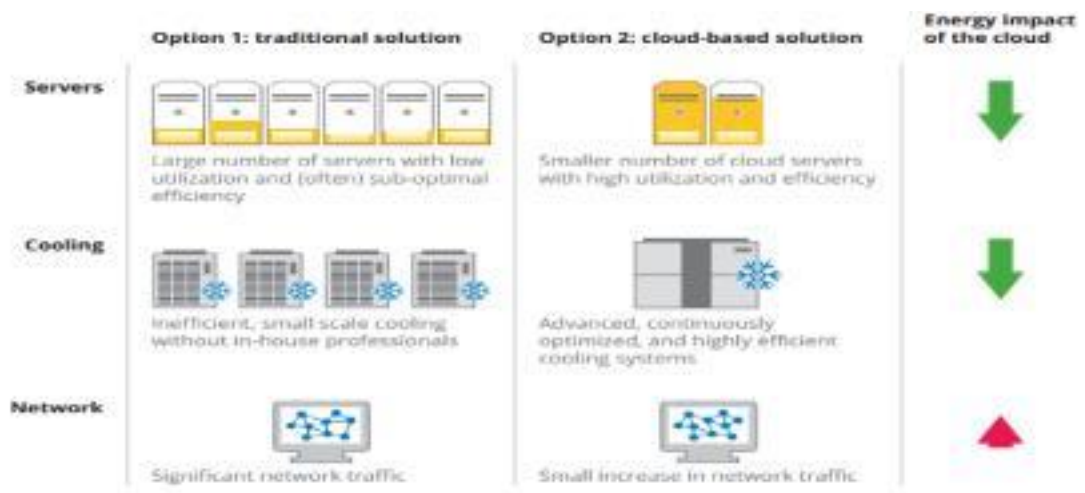 Option 1: traditional solution
Option 2: cloud-based solution
Energy impact
of the cloud
Servers
Large number of servers with low
utilization and (often) sub-optimal
efficiency
Smaller number of cloud servers
with high utilization and efficiency
Cooling
Inefficient, small scale cooling
without in-house professionals
Advanced, continuously
optimized, and highly efficient
cooling systems
Network
Significant network traffic
Small increase in network traffic